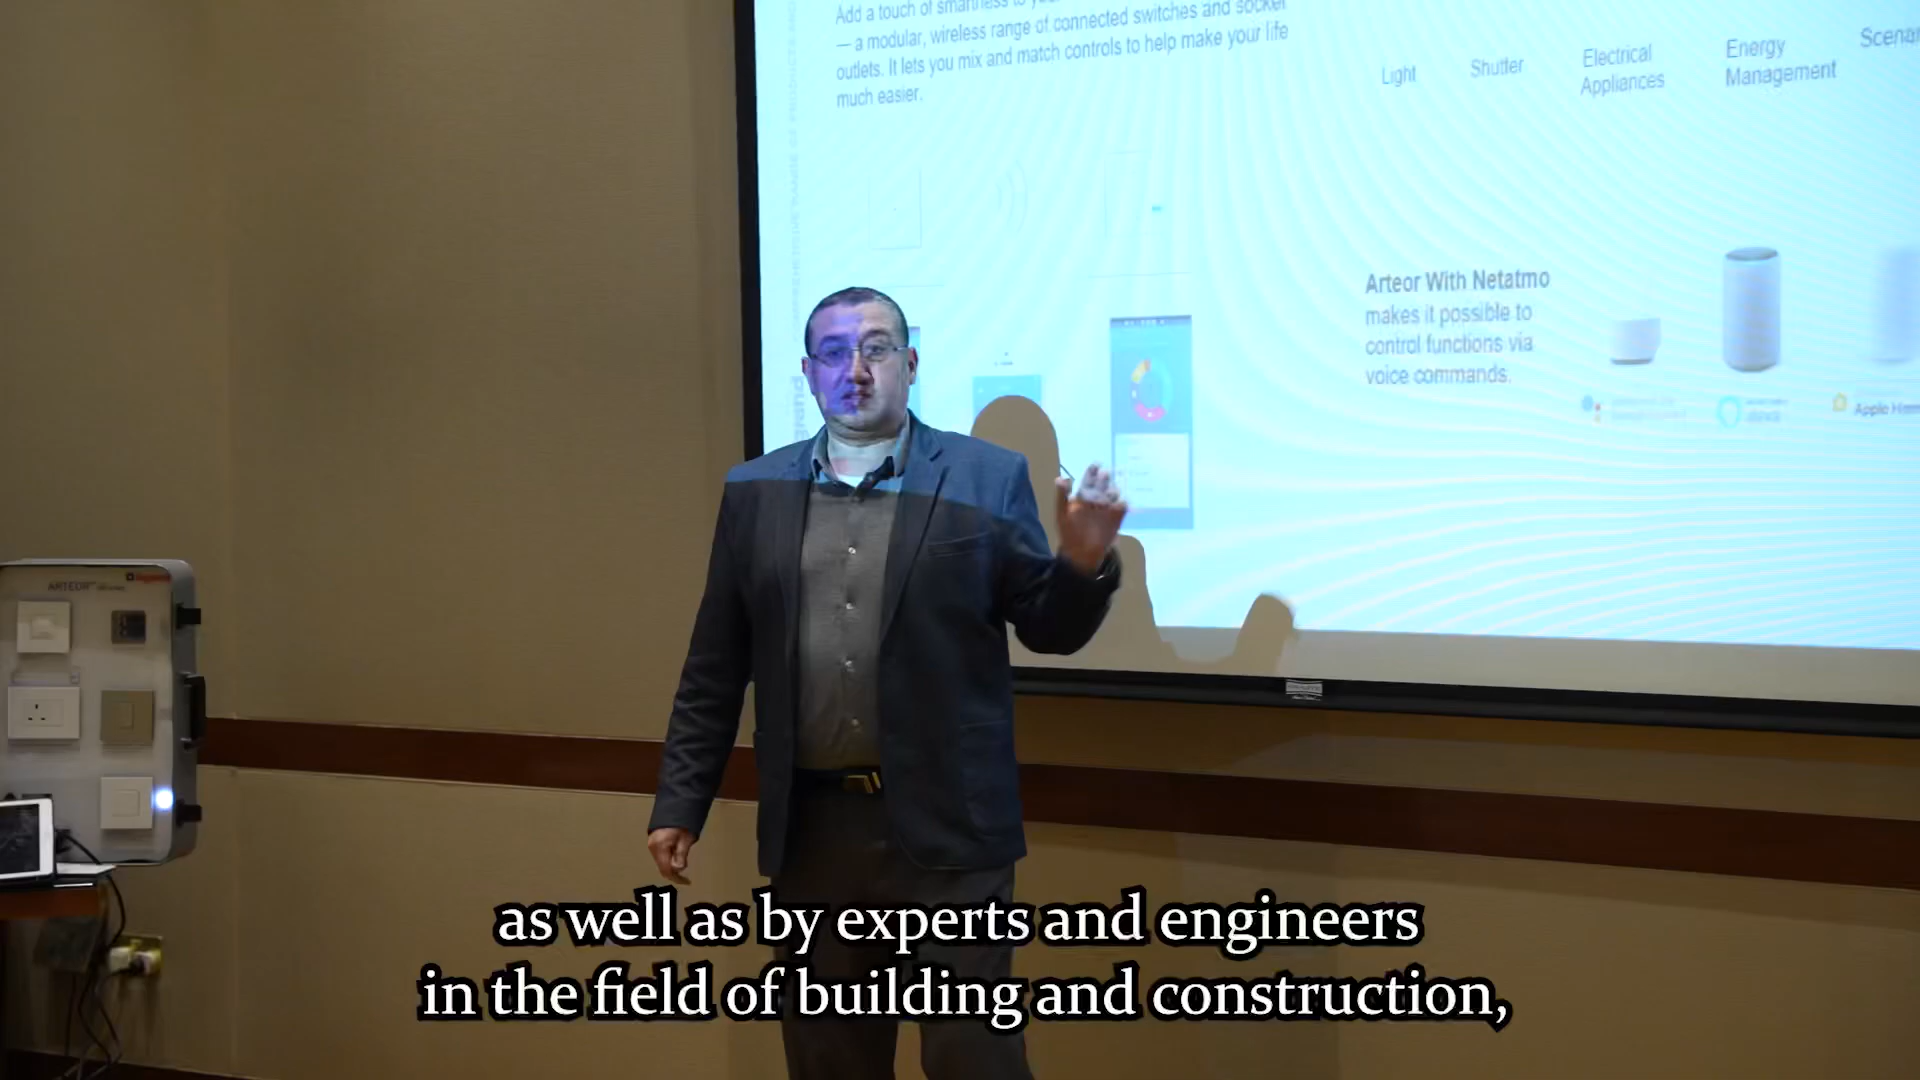 Add a touch of smartness to
— a modular, wireless range of connected switches and socket
outlets. It lets you mix and match controls to help make your life
much easier.
Light
Shutter
Electrical
Appliances
Energy
Management
Arteor With Netatmo
makes it possible to
control functions via
voice commands.
Apple
legrand
ARTEOR
as well as by experts and engineers
in the field of building and construction,